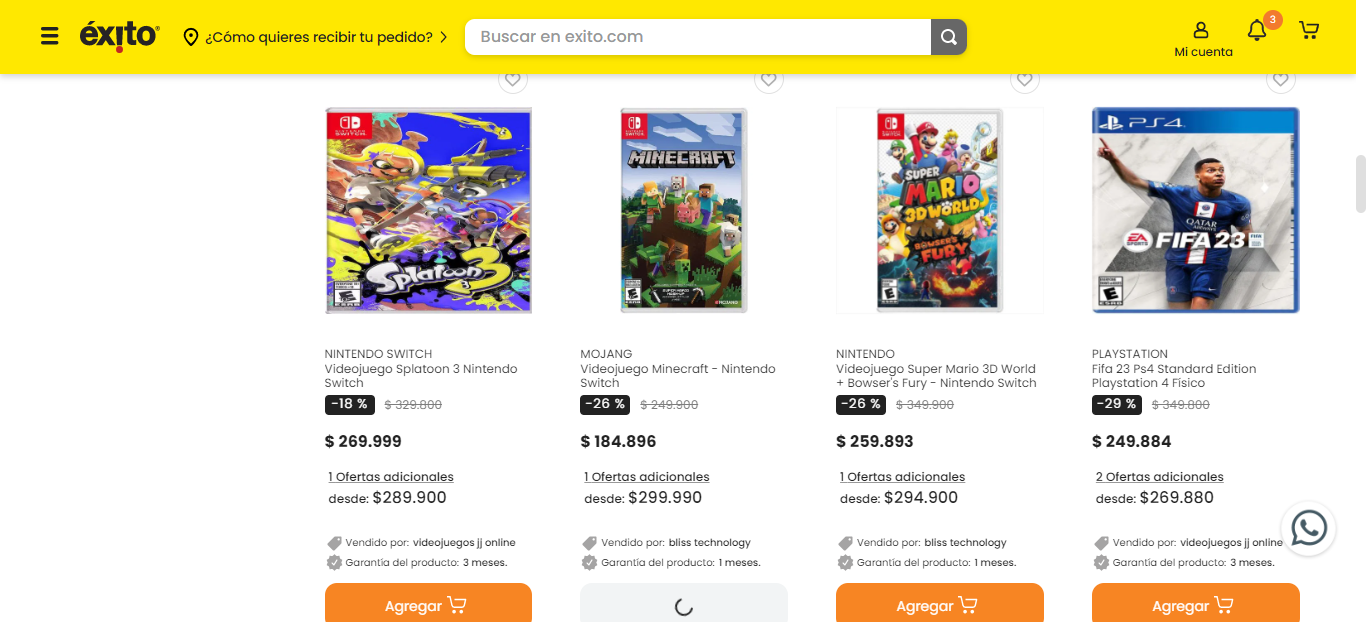 éxito
¿Cómo quieres recibir tu pedido?
Buscar en exito.com
Mi cuenta
3
NINTENDO SWITCH
Splatoon 3
NINTENDO SWITCH
MINECRAFT
MOJANG
NINTENDO SWITCH
SUPER
MARIO
3D WORLD
BOWSER'S
FURY
PS4
QATAR
AIRWAYS
EA
SPORTS
FIFA 23
FIFA
NINTENDO SWITCH
Videojuego Splatoon 3 Nintendo
Switch
-18 % $ 329.800
$ 269.999
1 Ofertas adicionales
desde: $289.900
Vendido por: videojuegos jj online
Garantía del producto: 3 meses.
Agregar
MOJANG
Videojuego Minecraft - Nintendo
Switch
-26 % $ 249.900
$ 184.896
1 Ofertas adicionales
desde: $299.990
Vendido por: bliss technology
Garantía del producto: 1 meses.
NINTENDO
Videojuego Super Mario 3D World
+ Bowser's Fury - Nintendo Switch
-26 % $ 349.900
$ 259.893
1 Ofertas adicionales
desde: $294.900
Vendido por: bliss technology
Garantía del producto: 1 meses.
Agregar
PLAYSTATION
Fifa 23 Ps4 Standard Edition
Playstation 4 Físico
-29 % $ 349.800
$ 249.884
2 Ofertas adicionales
desde: $269.880
Vendido por: videojuegos jj online
Garantía del producto: 3 meses.
Agregar